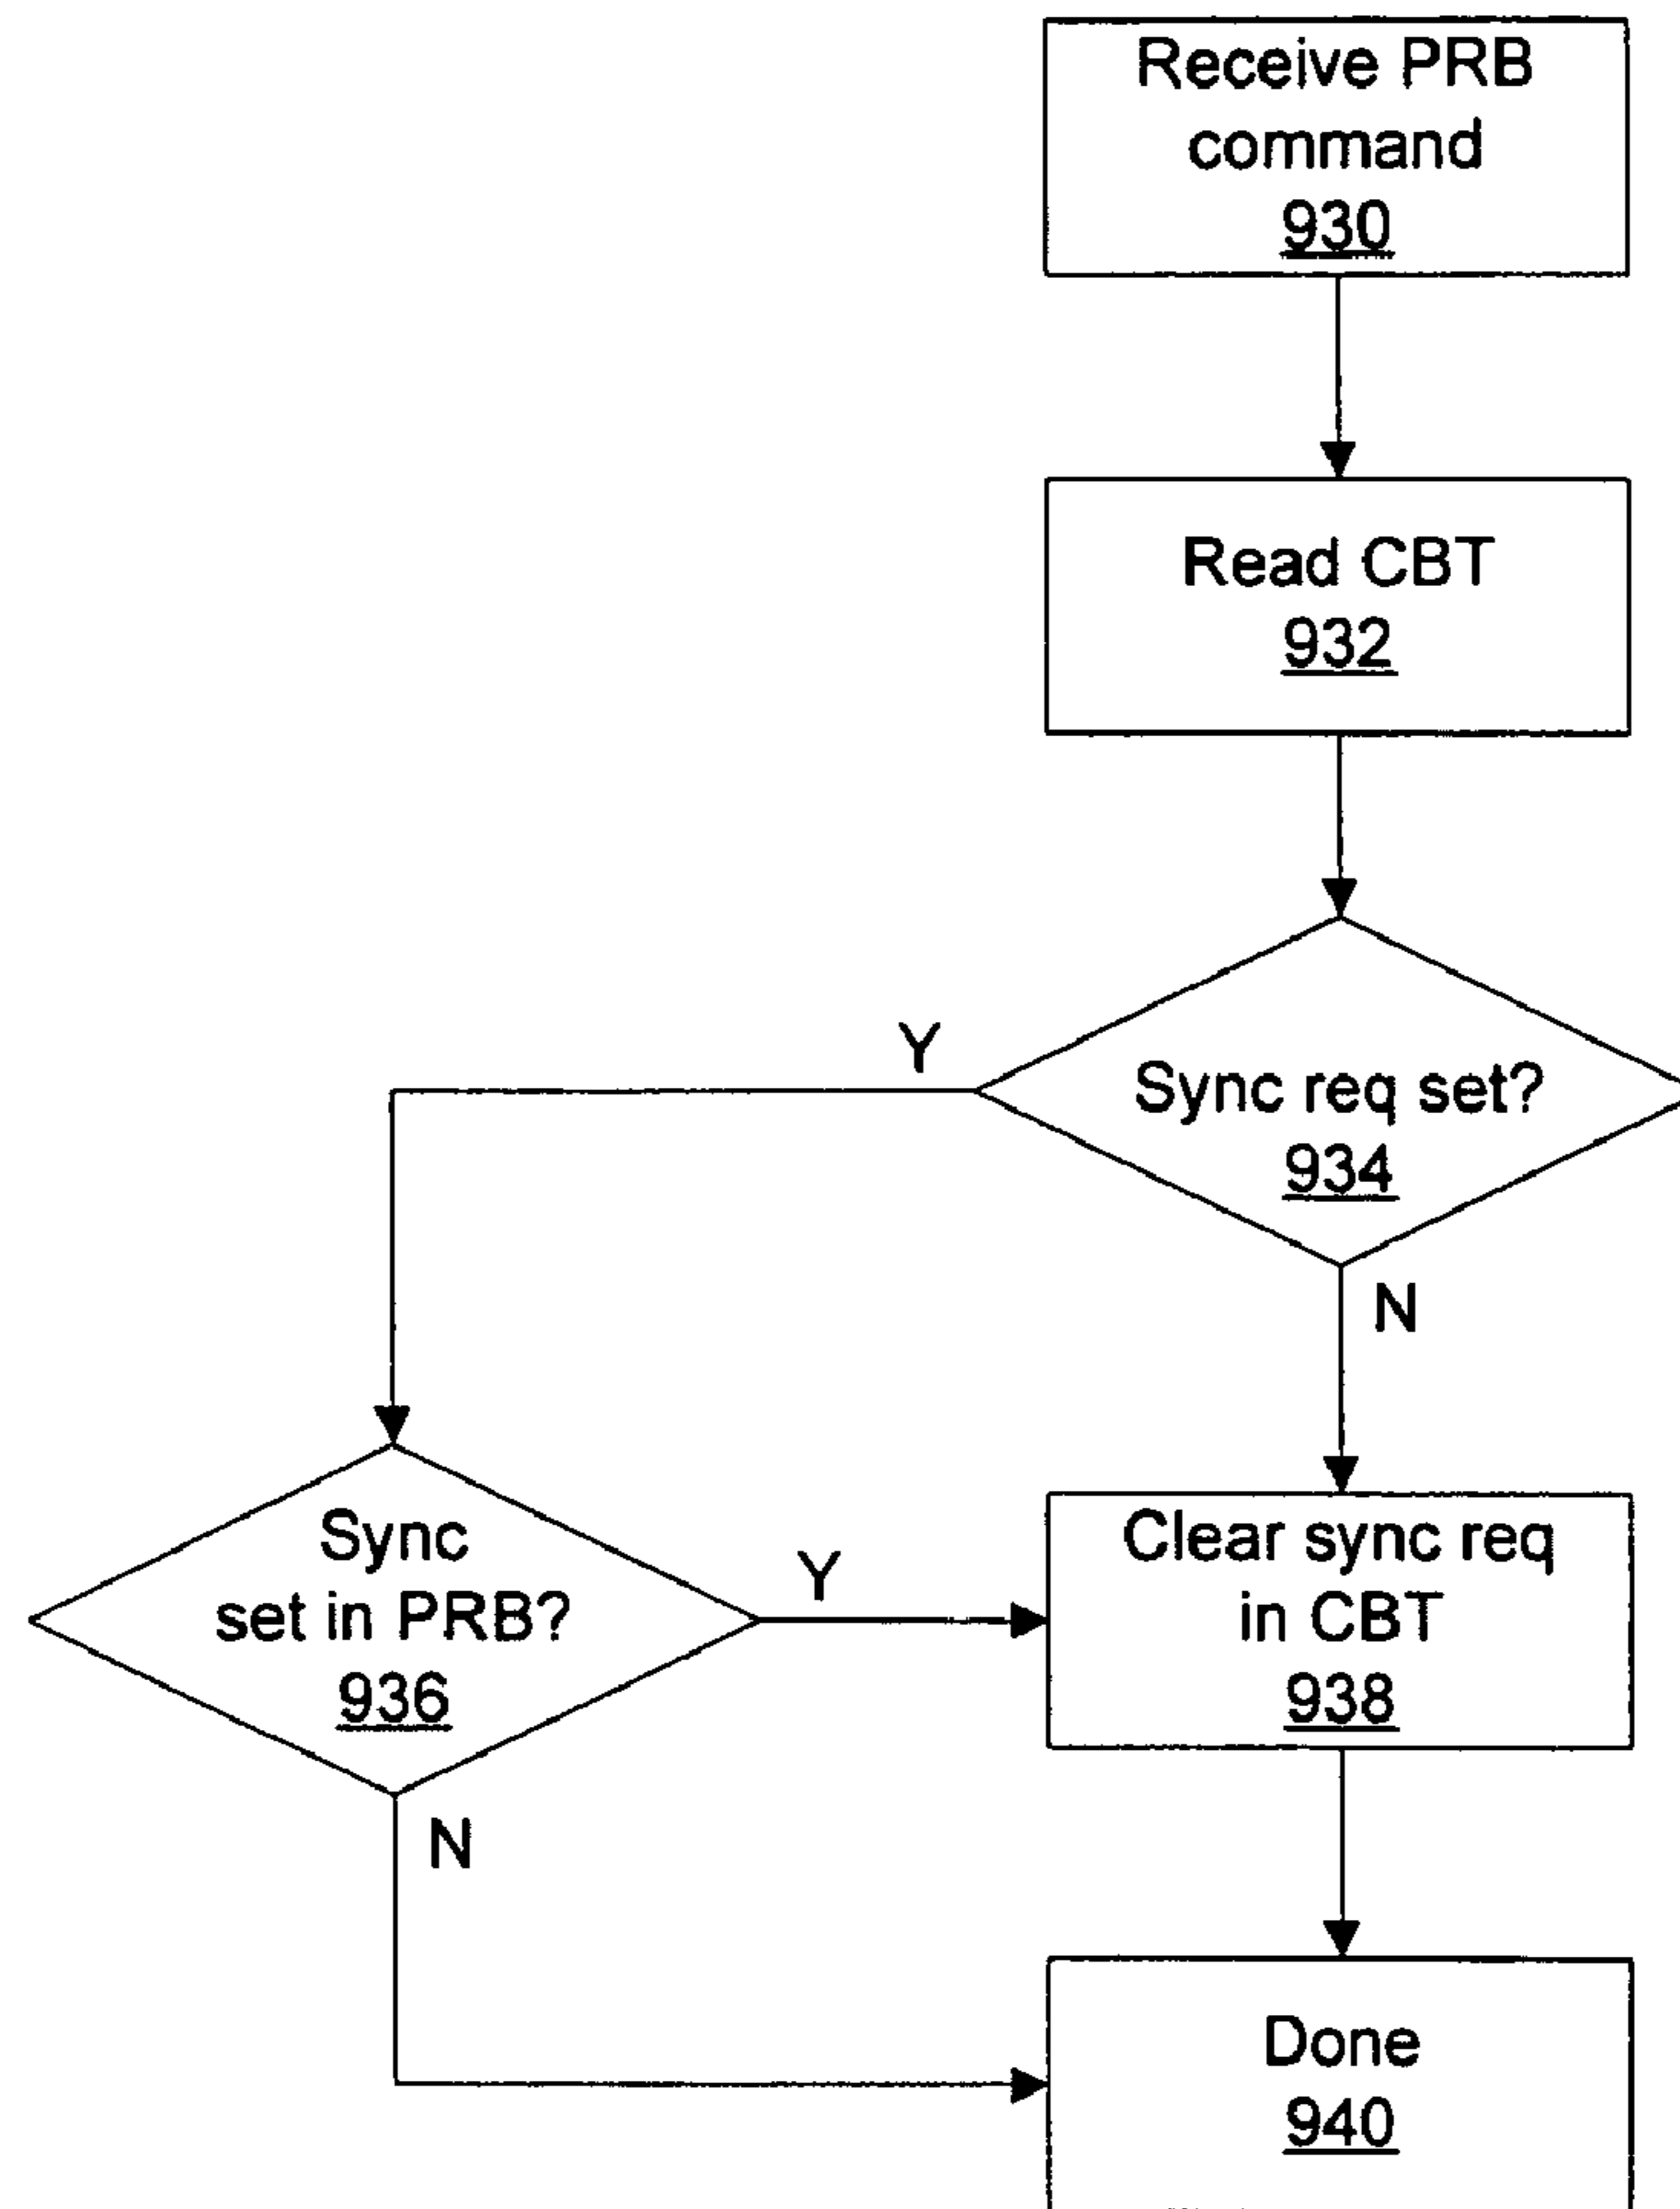 Receive PRB
command
930
Read CBT
932
Y
Sync req set?
934
N
Sync
set in PRB?
936
Y
Clear sync req
in CBT
938
N
Done
940